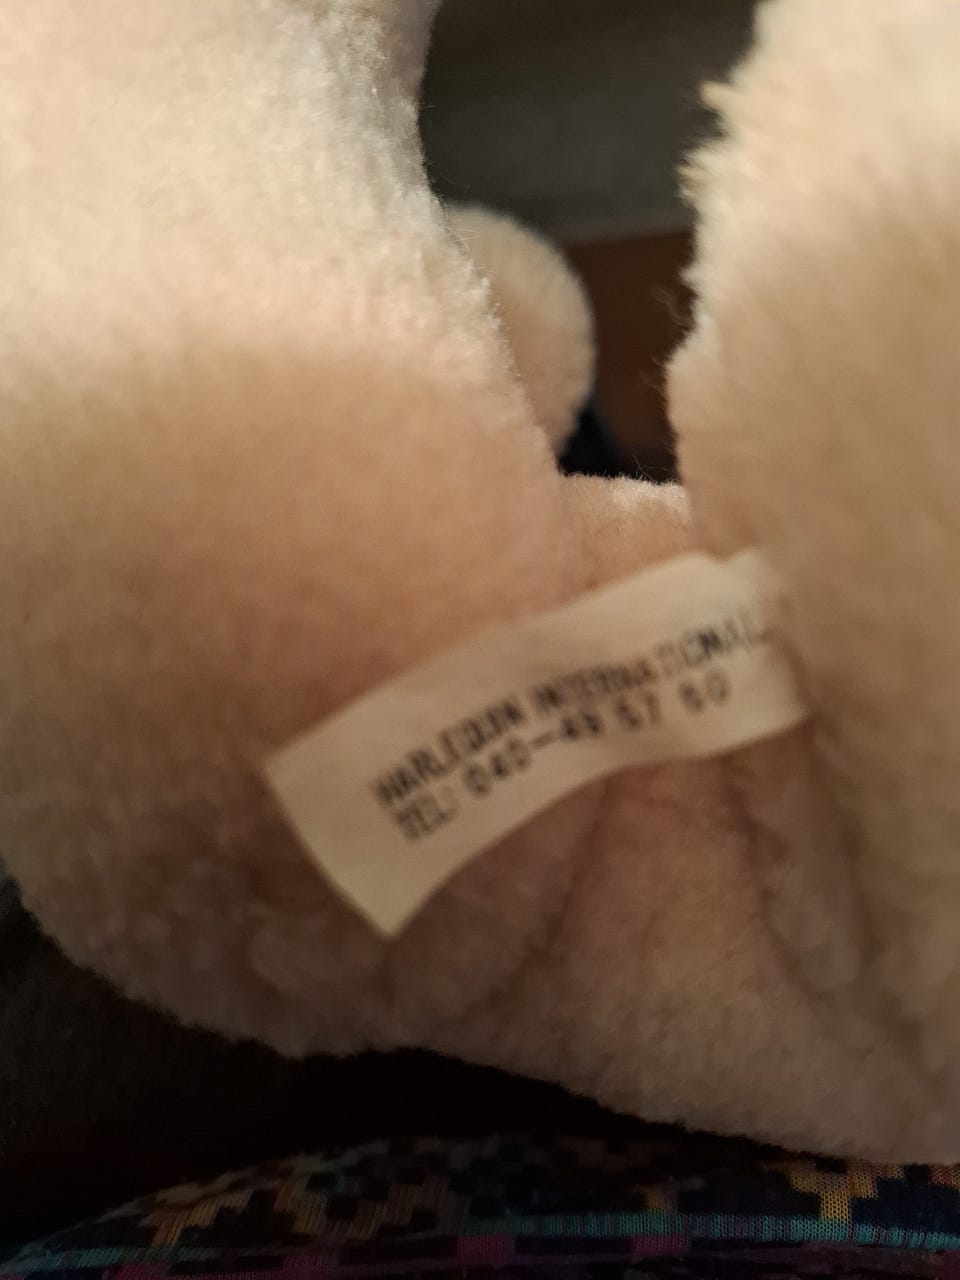 HARLEQUIN INTERNATIONAL
TEL: 040-49 57 60